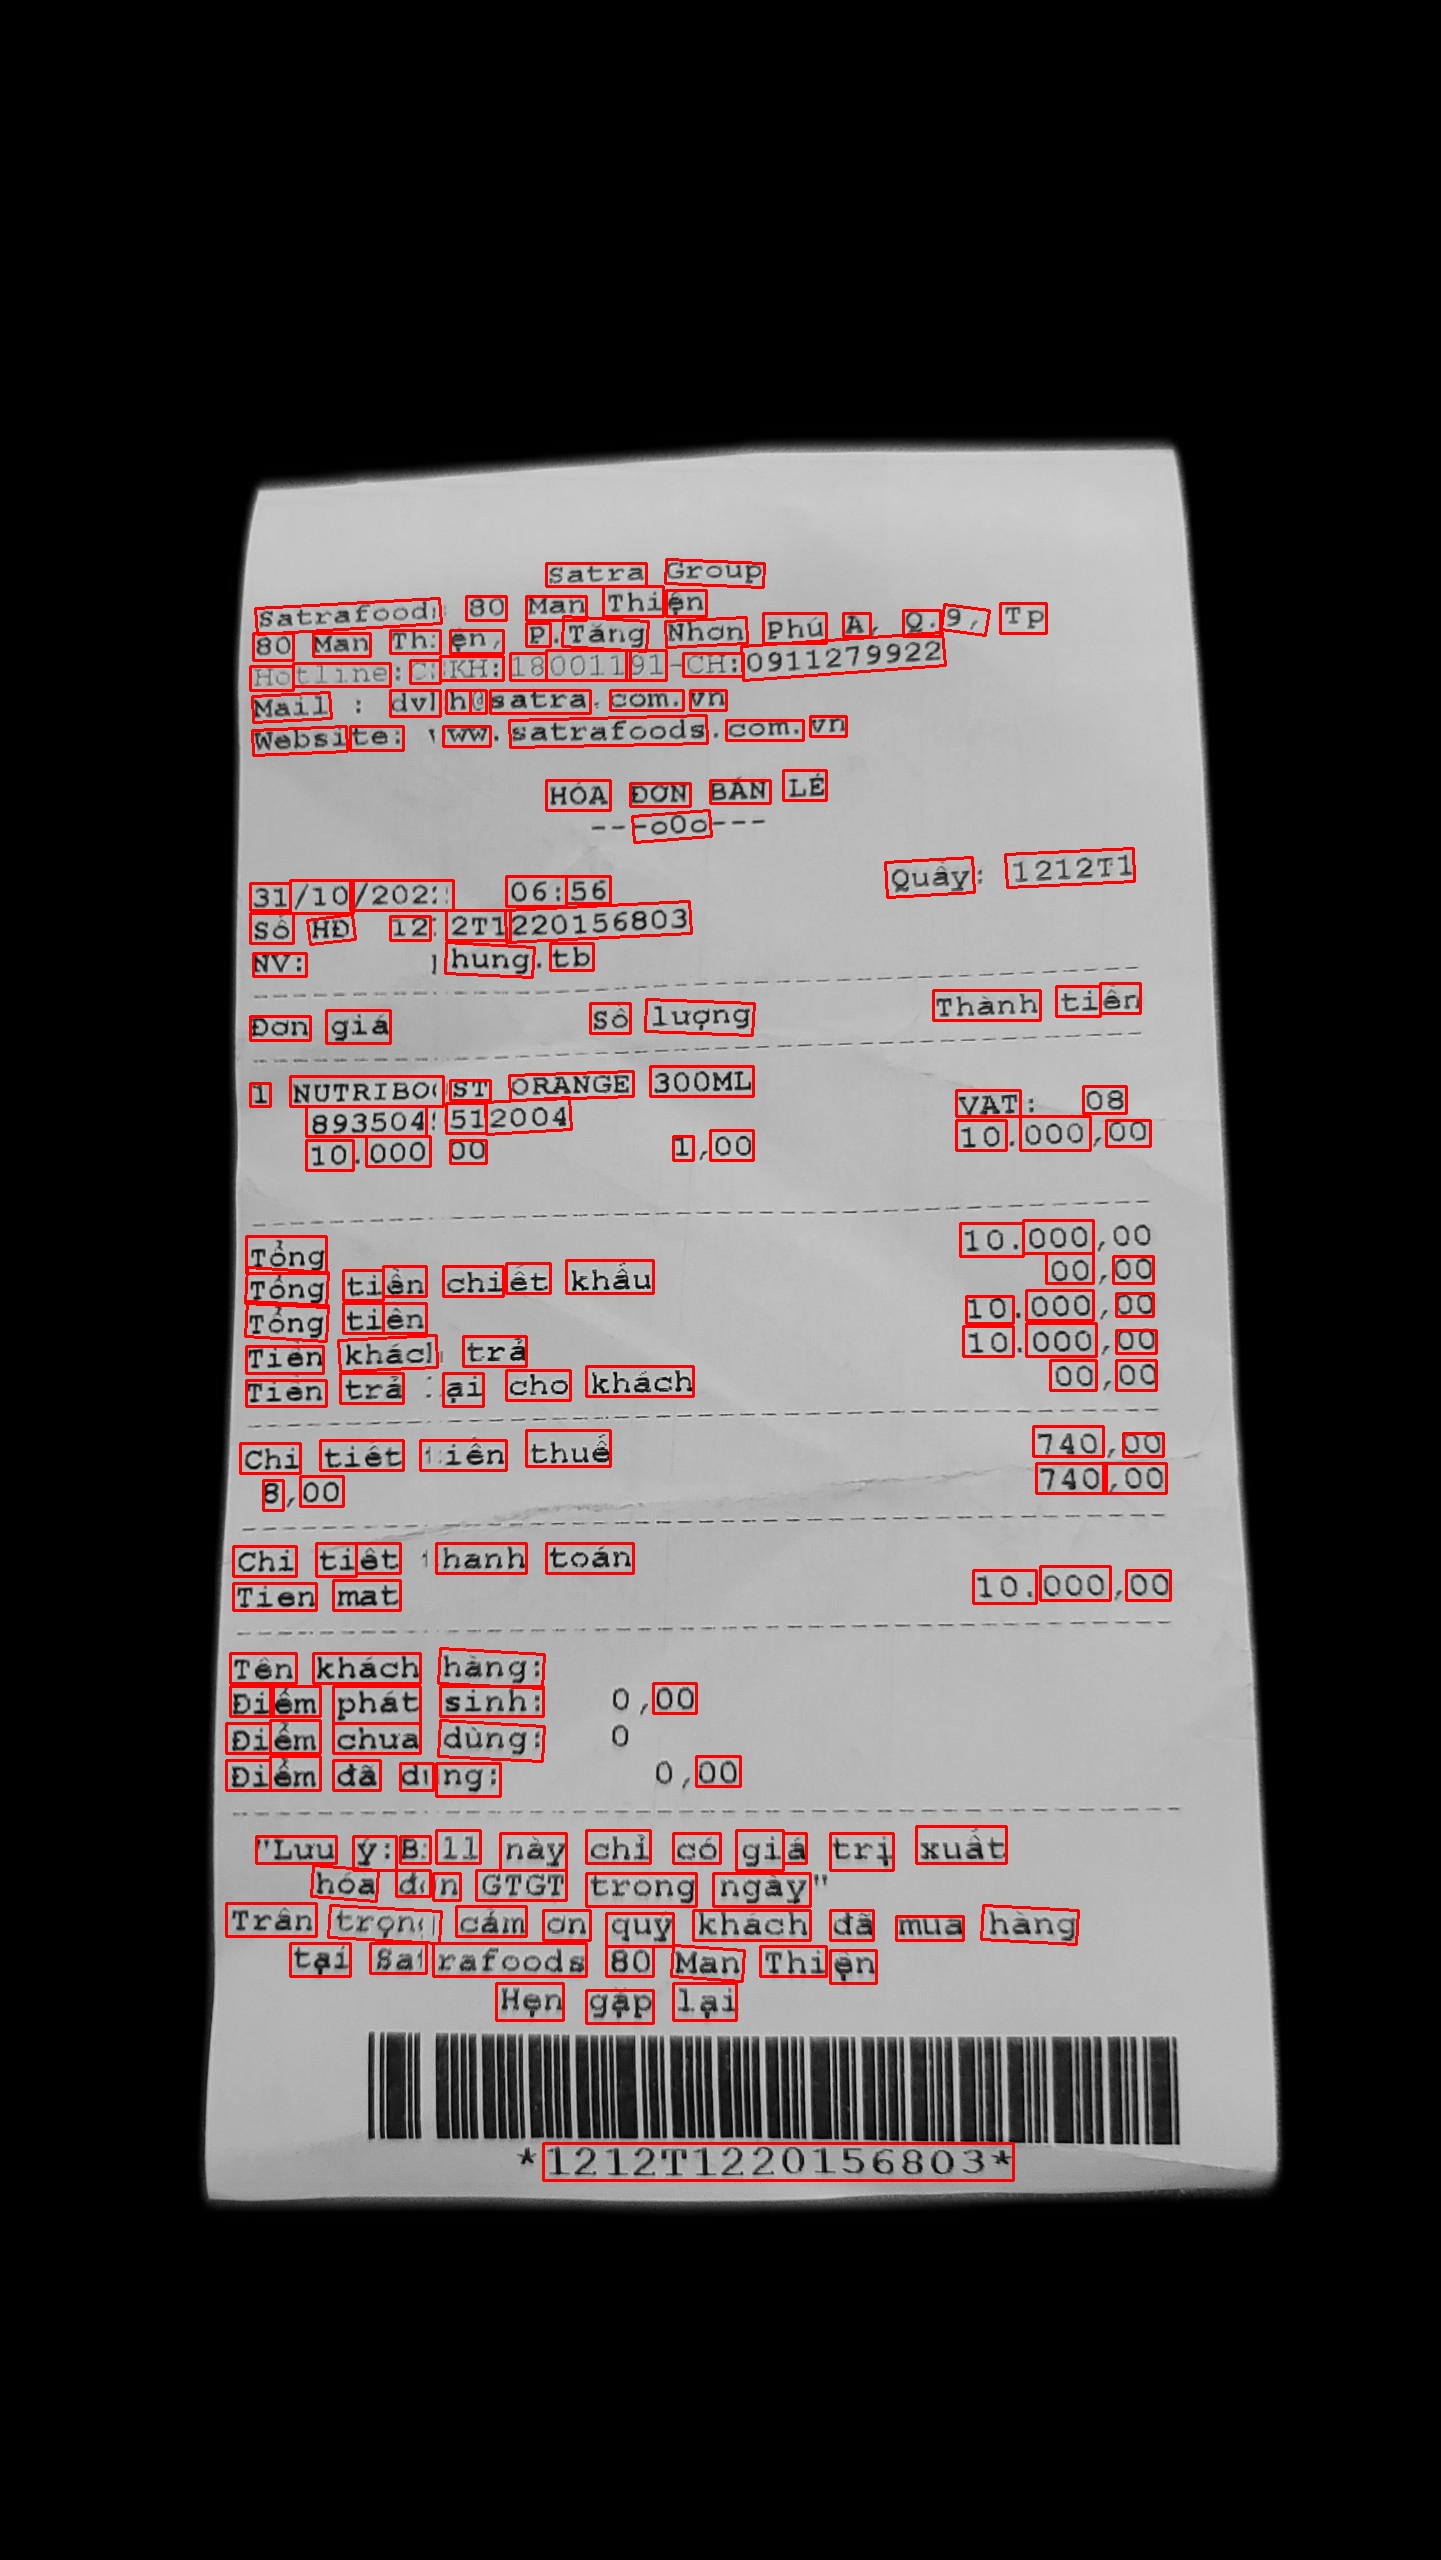 Satra Group
Satrafoods 80 Man Thiện
80 Man Thiện, P.Tăng Nhơn Phú A, Q.9, Tp
Hotline:CSKH:18001191-CH:0911279922
Mail : dvkh@satra.com.vn
Website: www.satrafoods.com.vn
HÓA ĐƠN BÁN LẺ
---oOo---
Quầy: 1212T1
31/10/2022 06:56
Số HĐ 1212T1220156803
NV: hung.tb
Đơn giá Số lượng Thành tiền
1 NUTRIBOOST ORANGE 300ML VAT: 08
10.000,00 1,00 10.000,00
Tổng 10.000,00
Tổng tiền chiết khấu 00,00
Tổng tiền 10.000,00
Tiền khách trả 10.000,00
Tiền trả lại cho khách 00,00
Chi tiết tiền thuế 740,00
8,00 740,00
Chi tiết thanh toán
Tien mat 10.000,00
Tên khách hàng:
Điểm phát sinh: 0,00
Điểm chưa dùng: 0
Điểm đã dùng: 0,00
"Lưu ý:Bill này chỉ có giá trị xuất
hóa đơn GTGT trong ngày"
Trân trọng cảm ơn quý khách đã mua hàng
tại Satrafoods 80 Man Thiện
Hẹn gặp lại
*1212T1220156803*